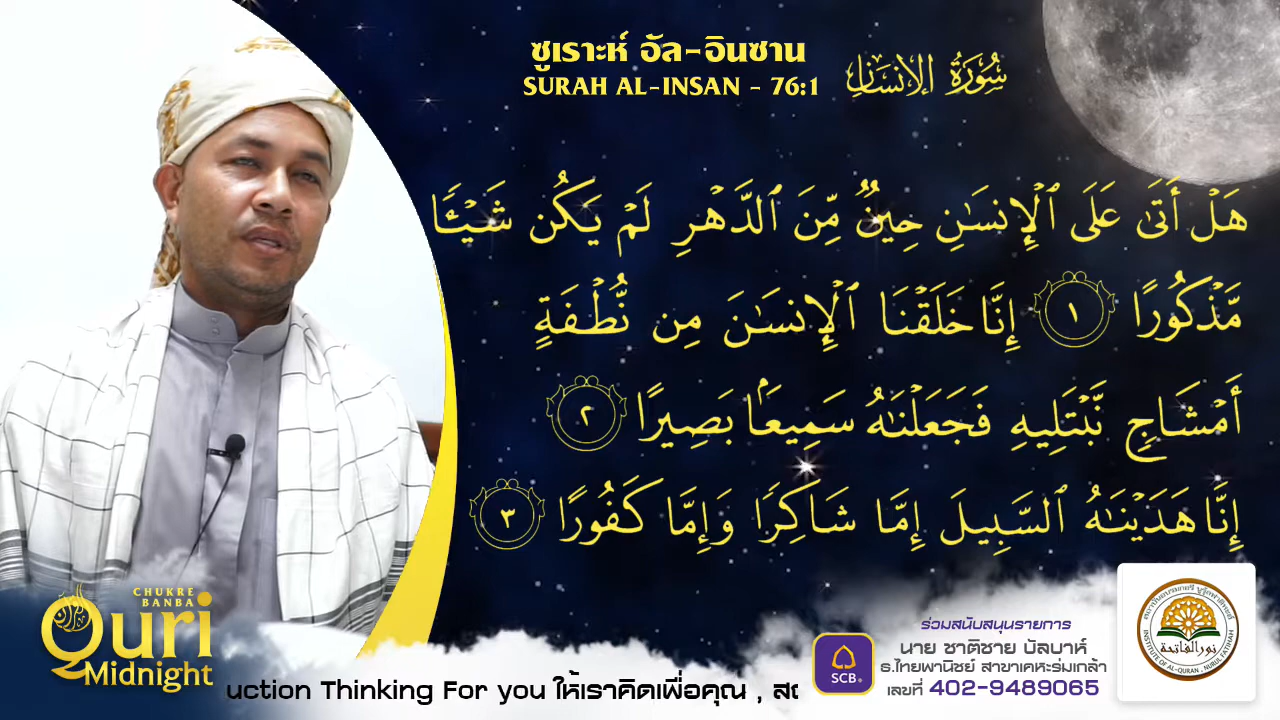 ซูเราะห์ อัล-อินซาน
SURAH AL-INSAN - 76:1
سُورَةُ الإِنسَانِ
هَلۡ أَتَىٰ عَلَى ٱلۡإِنسَٰنِ حِينٞ مِّنَ ٱلدَّهۡرِ لَمۡ يَكُن شَيۡـٔٗا
مَّذۡكُورًا ١ إِنَّا خَلَقۡنَا ٱلۡإِنسَٰنَ مِن نُّطۡفَةٍ
أَمۡشَاجٖ نَّبۡتَلِيهِ فَجَعَلۡنَٰهُ سَمِيعَۢا بَصِيرًا ٢
إِنَّا هَدَيۡنَٰهُ ٱلسَّبِيلَ إِمَّا شَاكِرٗا وَإِمَّا كَفُورًا ٣
CHUKRE
BANBA
Quri
Midnight
uction Thinking For you ให้เราคิดเพื่อคุณ ,
ร่วมสนับสนุนรายการ
นาย ชาติชาย บัลบาห์
ธ.ไทยพานิชย์ สาขาเคหะร่มเกล้า
เลขที่ 402-9489065
SCB
نور الفاتحة
INSTITUTE OF AL-QURAN